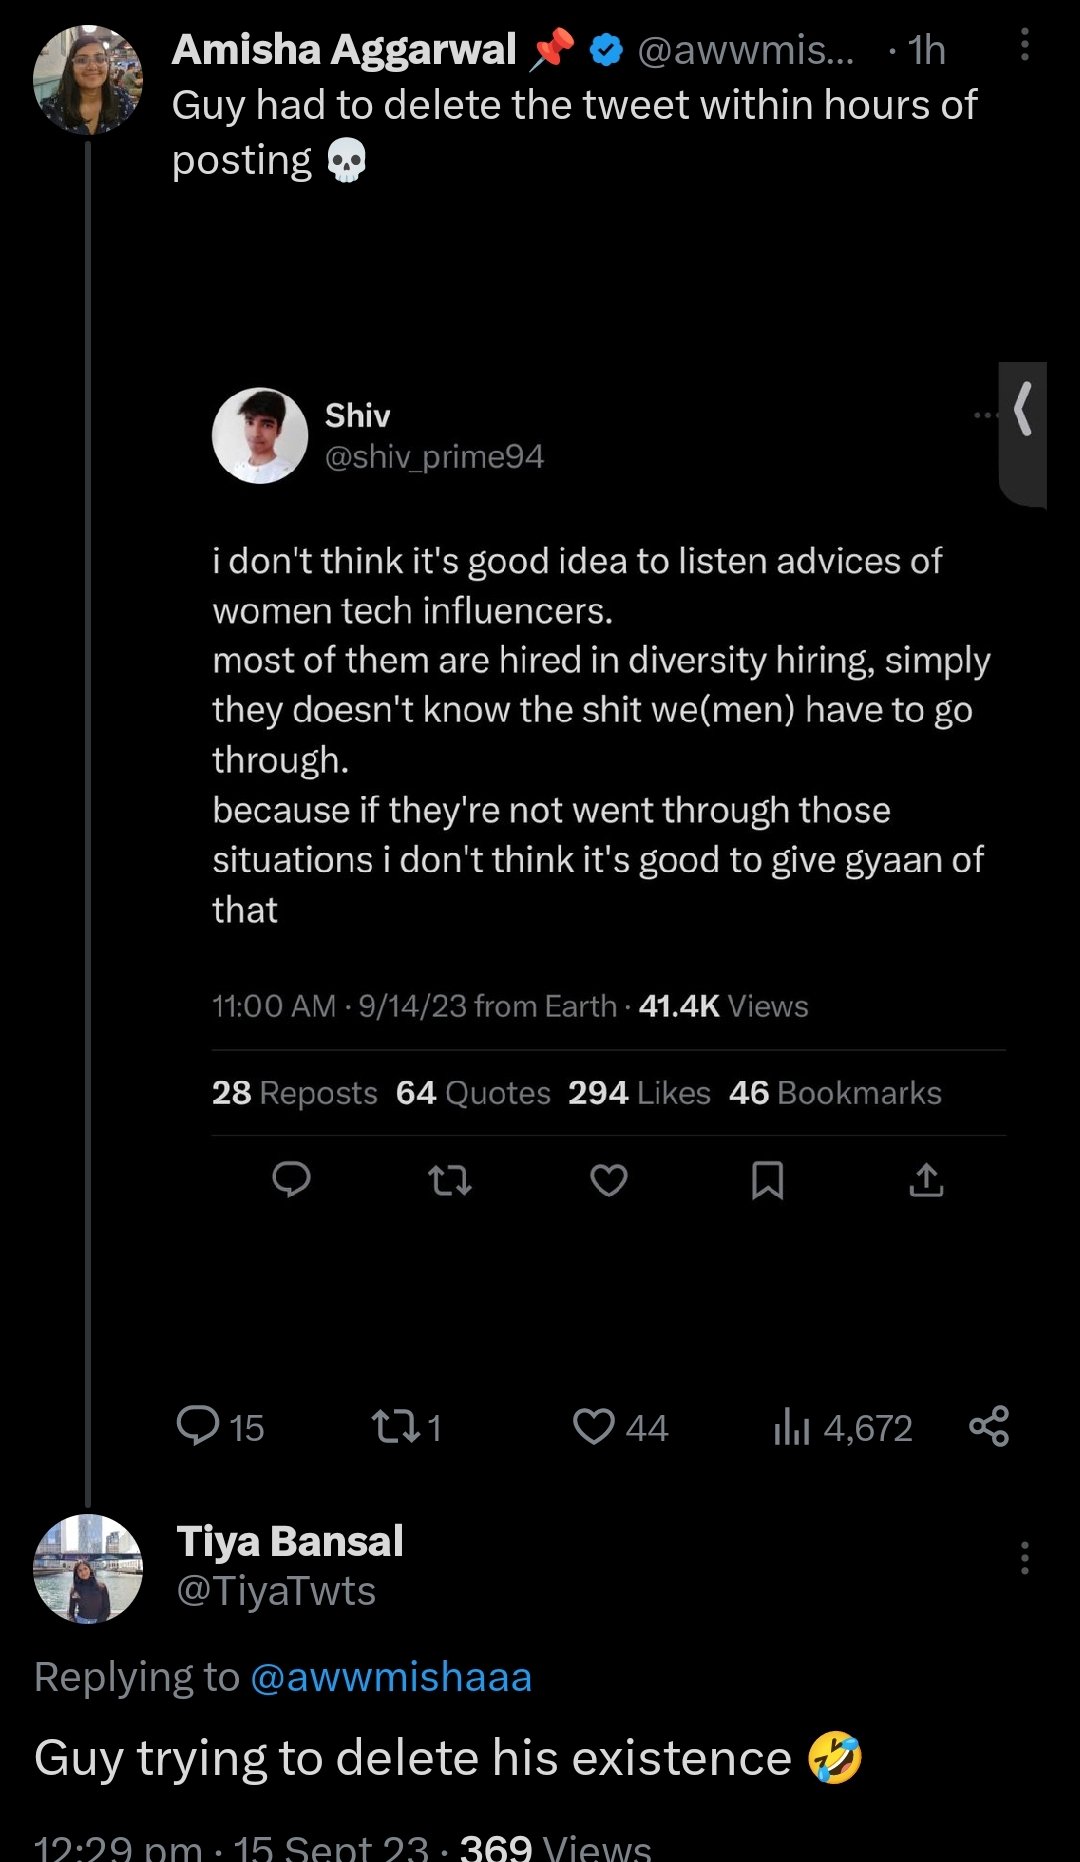 Amisha Aggarwal 📌 @awwmis... · 1h
Guy had to delete the tweet within hours of
posting 💀
Shiv
@shiv_prime94
i don't think it's good idea to listen advices of
women tech influencers.
most of them are hired in diversity hiring, simply
they doesn't know the shit we(men) have to go
through.
because if they're not went through those
situations i don't think it's good to give gyaan of
that
11:00 AM · 9/14/23 from Earth · 41.4K Views
28 Reposts 64 Quotes 294 Likes 46 Bookmarks
15 1 44 4,672
Tiya Bansal
@TiyaTwts
Replying to @awwmishaaa
Guy trying to delete his existence 🤣
12:29 pm · 15 Sept 23 · 369 Views